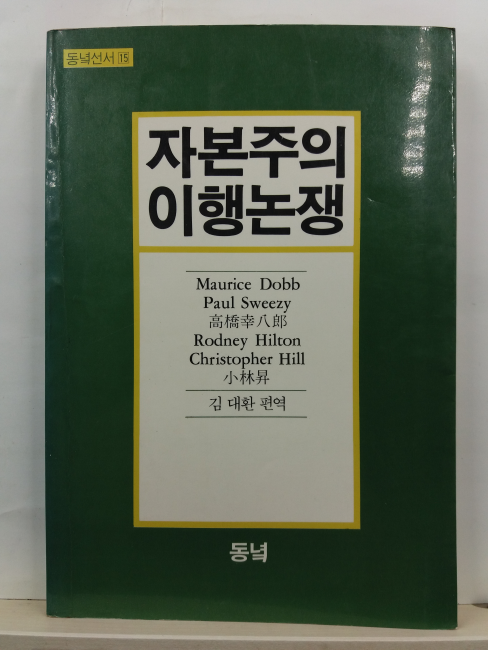 동녘선서 15
자본주의
이행논쟁
Maurice Dobb
Paul Sweezy
高橋幸八郎
Rodney Hilton
Christopher Hill
小林昇
김 대환 편역
동녘